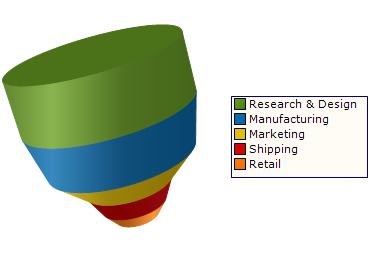 Research & Design
Manufacturing
Marketing
Shipping
Retail